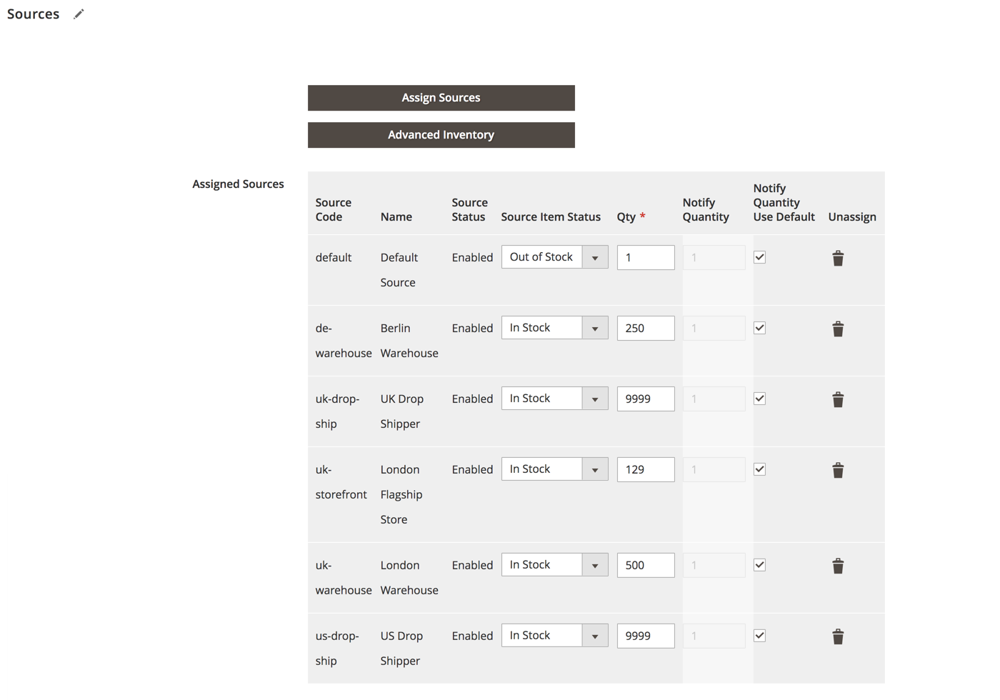 Sources
Assign Sources
Advanced Inventory
Assigned Sources
Source Code Name Source Status Source Item Status Qty * Notify Quantity Notify Quantity Use Default Unassign
default Default Enabled Out of Stock 1 1
Source
de- Berlin Enabled In Stock 250 1
warehouse Warehouse
uk-drop- UK Drop Enabled In Stock 9999 1
ship Shipper
uk- London Enabled In Stock 129 1
storefront Flagship
Store
uk- London Enabled In Stock 500 1
warehouse Warehouse
us-drop- US Drop Enabled In Stock 9999 1
ship Shipper